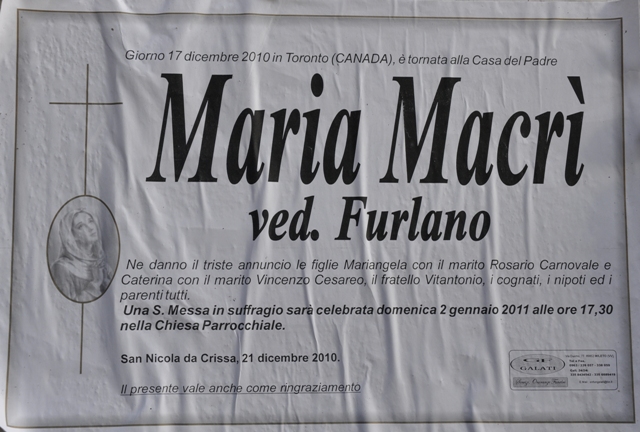 Giorno 17 dicembre 2010 in Toronto (CANADA), è tornata alla Casa del Padre
Maria Macrì
ved. Furlano
Ne danno il triste annuncio le figlie Mariangela con il marito Rosario Carnovale e
Caterina con il marito Vincenzo Cesareo, il fratello Vitantonio, i cognati, i nipoti ed i
parenti tutti.
Una S. Messa in suffragio sarà celebrata domenica 2 gennaio 2011 alle ore 17,30
nella Chiesa Parrocchiale.
San Nicola da Crissa, 21 dicembre 2010.
Il presente vale anche come ringraziamento
GF
GALATI